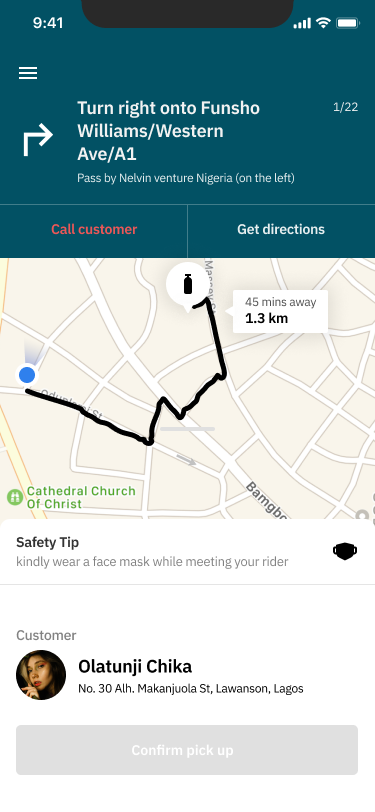 9:41
Turn right onto Funsho
1/22
Williams/Western
Ave/A1
Pass by Nelvin venture Nigeria (on the left)
Call customer
Get directions
45 mins away
1.3 km
Cathedral Church
Of Christ
Safety Tip
kindly wear a face mask while meeting your rider
Customer
Olatunji Chika
No. 30 Alh. Makanjuola St, Lawanson, Lagos
Confirm pick up